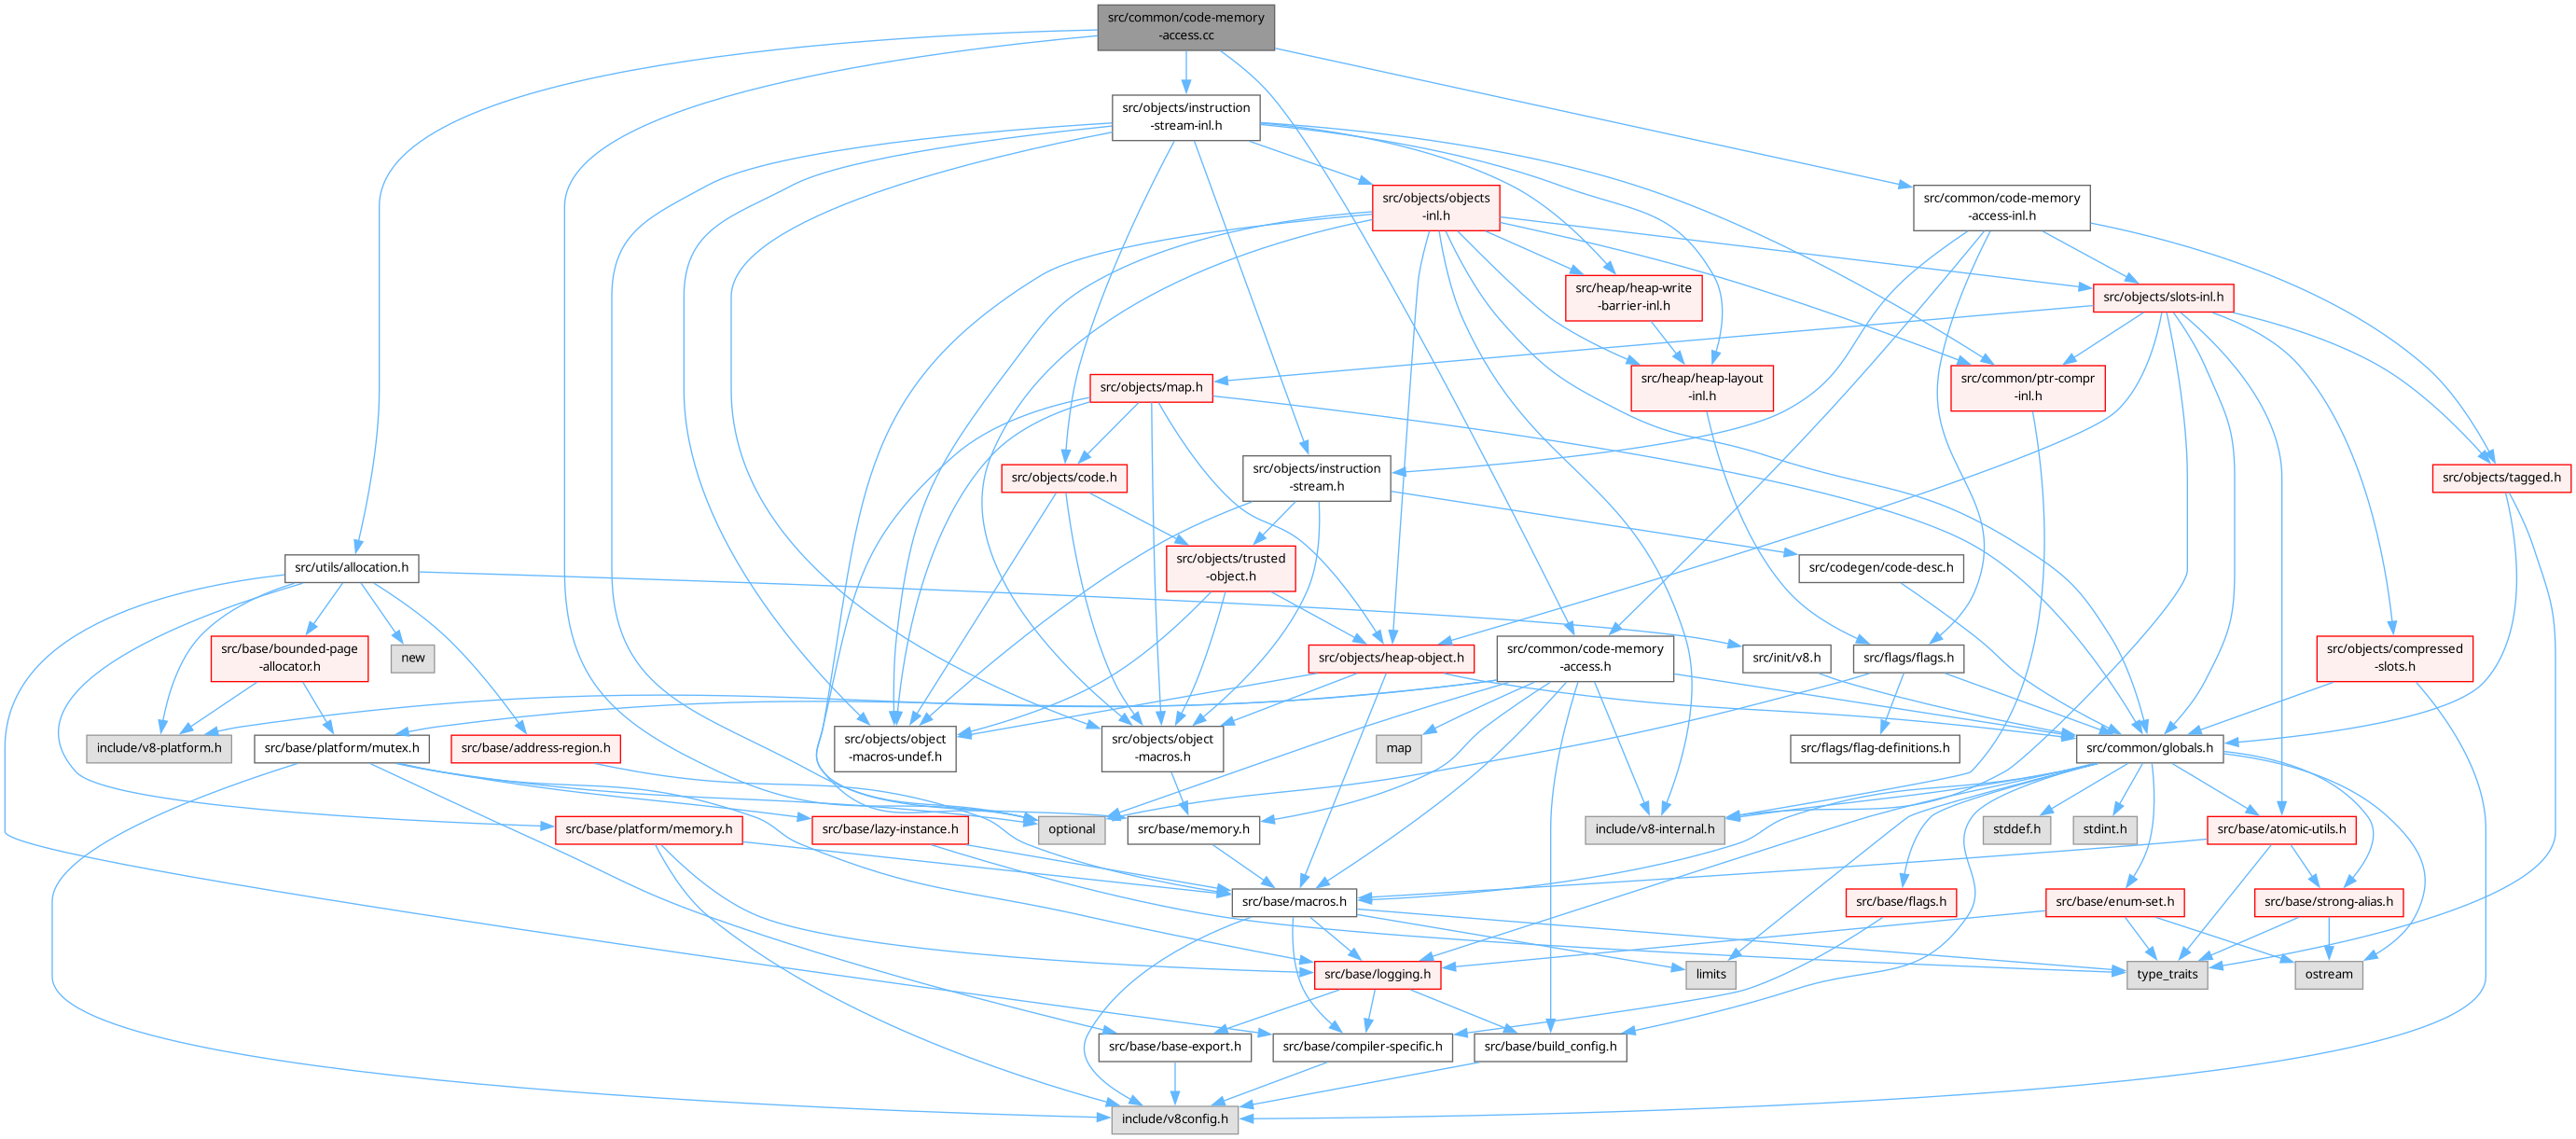 src/common/code-memory
-access.cc
src/objects/instruction
-stream-inl.h
src/objects/objects
-inl.h
src/common/code-memory
-access-inl.h
src/heap/heap-write
-barrier-inl.h
src/objects/slots-inl.h
src/objects/map.h
src/heap/heap-layout
-inl.h
src/common/ptr-compr
-inl.h
src/objects/code.h
src/objects/instruction
-stream.h
src/objects/tagged.h
src/utils/allocation.h
src/objects/trusted
-object.h
src/codegen/code-desc.h
src/base/bounded-page
-allocator.h
new
src/objects/heap-object.h
src/common/code-memory
-access.h
src/init/v8.h
src/flags/flags.h
src/objects/compressed
-slots.h
include/v8-platform.h
src/base/platform/mutex.h
src/base/address-region.h
src/objects/object
-macros-undef.h
src/objects/object
-macros.h
map
src/flags/flag-definitions.h
src/common/globals.h
src/base/platform/memory.h
src/base/lazy-instance.h
optional
src/base/memory.h
include/v8-internal.h
stddef.h
stdint.h
src/base/atomic-utils.h
src/base/macros.h
src/base/flags.h
src/base/enum-set.h
src/base/strong-alias.h
src/base/logging.h
limits
type_traits
ostream
src/base/base-export.h
src/base/compiler-specific.h
src/base/build_config.h
include/v8config.h